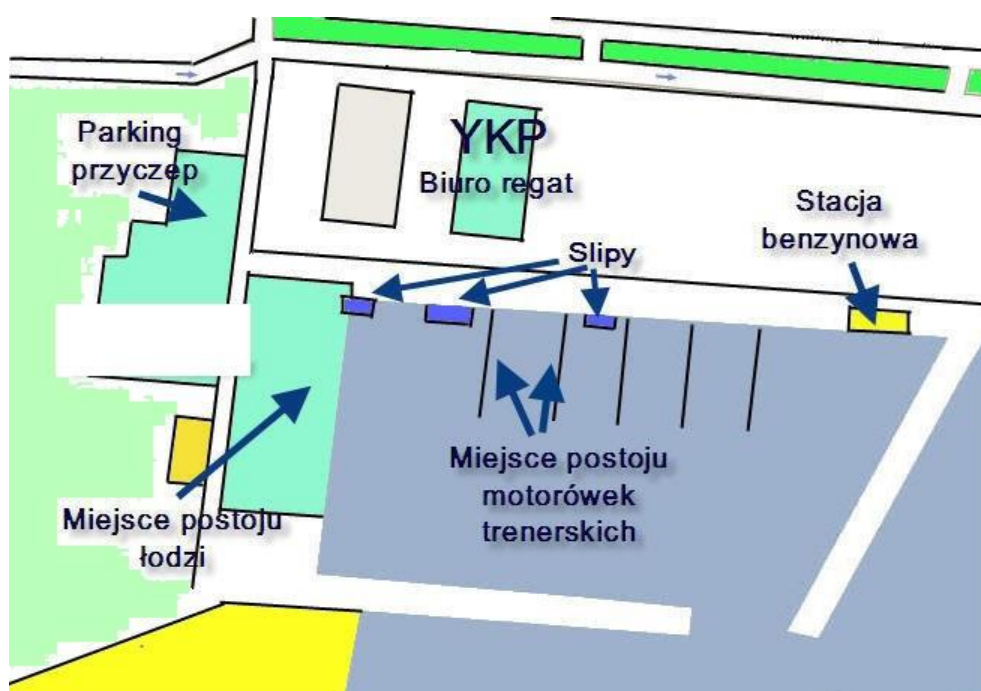 Parking
przyczep
YKP
Biuro regat
Stacja
benzynowa
Slipy
Miejsce postoju
motorówek
trenerskich
Miejsce postoju
łodzi